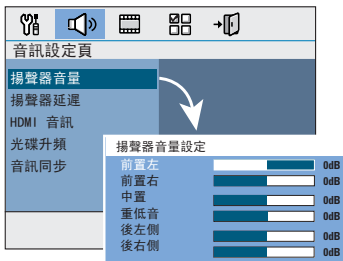 音訊設定頁
揚聲器音量
揚聲器延遲
HDMI 音訊
光碟升頻
音訊同步
揚聲器音量設定
前置左 0dB
前置右 0dB
中置 0dB
重低音 0dB
後左側 0dB
後右側 0dB